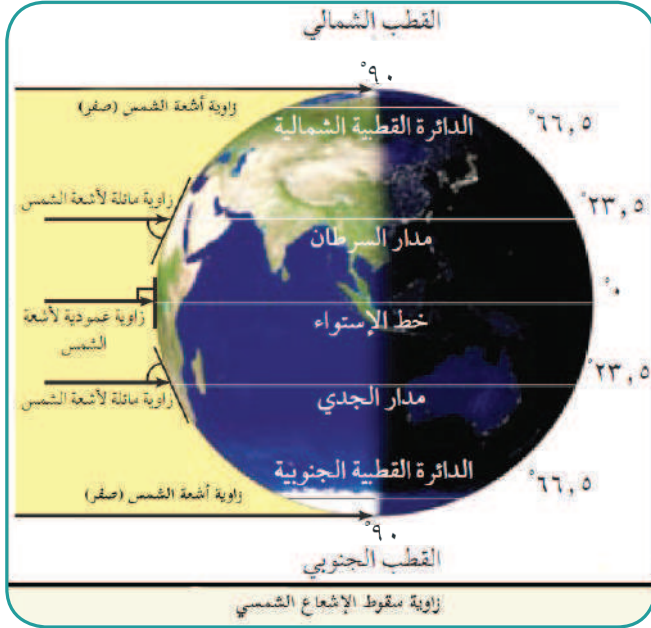 القطب الشمالي
°٩٠
زاوية أشعة الشمس (صفر)
الدائرة القطبية الشمالية
°٦٦,٥
زاوية مائلة لأشعة الشمس
°٢٣,٥
مدار السرطان
°٠
زاوية عمودية لأشعة
الشمس
خط الإستواء
°٢٣,٥
زاوية مائلة لأشعة الشمس
مدار الجدي
الدائرة القطبية الجنوبية
°٦٦,٥
زاوية أشعة الشمس (صفر)
°٩٠
القطب الجنوبي
زاوية سقوط الإشعاع الشمسي